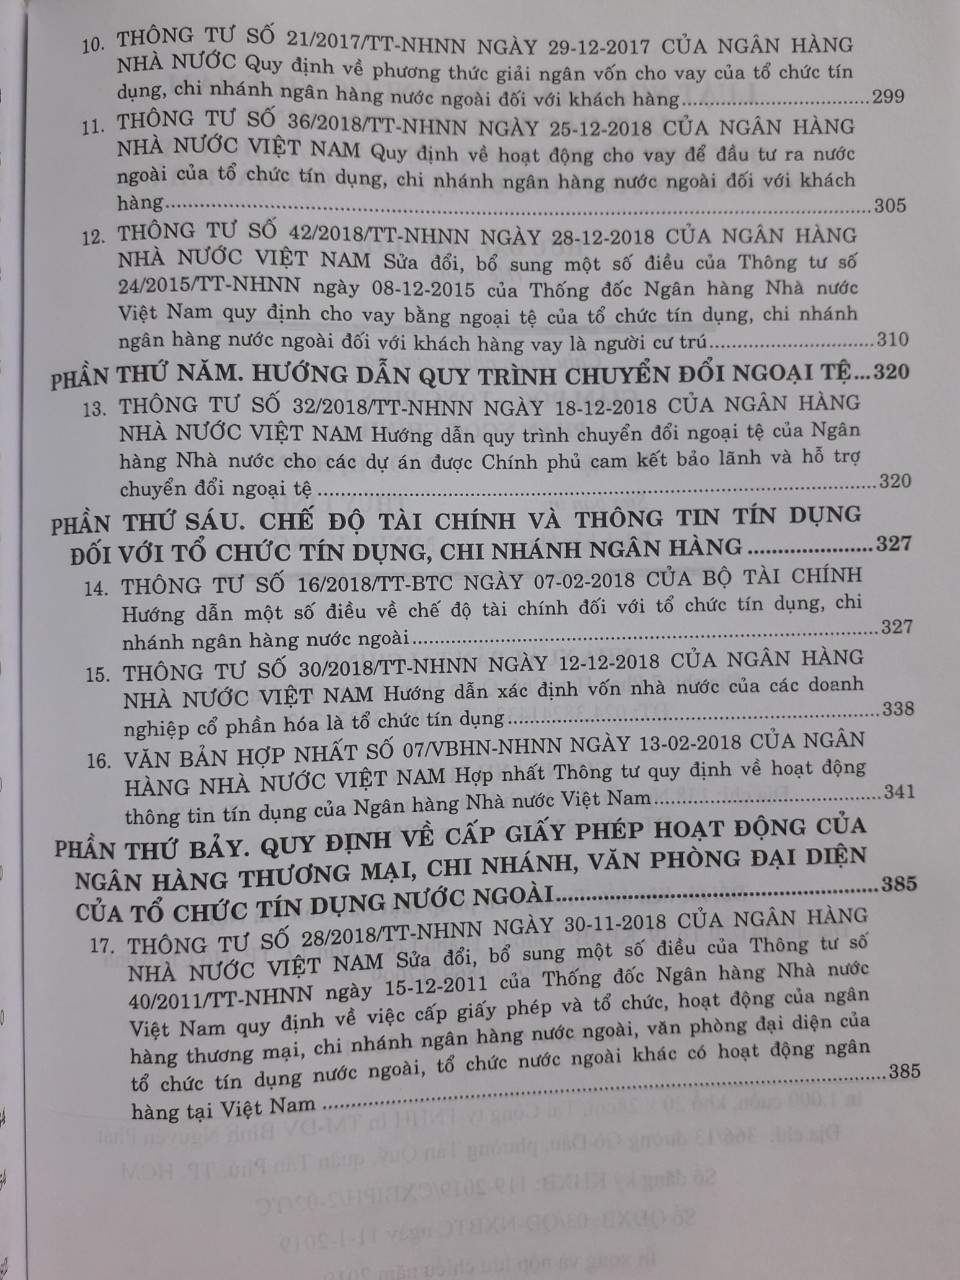 10. THÔNG TƯ SỐ 21/2017/TT-NHNN NGÀY 29-12-2017 CỦA NGÂN HÀNG
NHÀ NƯỚC Quy định về phương thức giải ngân vốn cho vay của tổ chức tín
dụng, chi nhánh ngân hàng nước ngoài đối với khách hàng................................299
11. THÔNG TƯ SỐ 36/2018/TT-NHNN NGÀY 25-12-2018 CỦA NGÂN HÀNG
NHÀ NƯỚC VIỆT NAM Quy định về hoạt động cho vay để đầu tư ra nước
ngoài của tổ chức tín dụng, chi nhánh ngân hàng nước ngoài đối với khách
hàng................................305
12. THÔNG TƯ SỐ 42/2018/TT-NHNN NGÀY 28-12-2018 CỦA NGÂN HÀNG
NHÀ NƯỚC VIỆT NAM Sửa đổi, bổ sung một số điều của Thông tư số
24/2015/TT-NHNN ngày 08-12-2015 của Thống đốc Ngân hàng Nhà nước
Việt Nam quy định cho vay bằng ngoại tệ của tổ chức tín dụng, chi nhánh
ngân hàng nước ngoài đối với khách hàng vay là người cư trú............................310
PHẦN THỨ NĂM. HƯỚNG DẪN QUY TRÌNH CHUYỂN ĐỔI NGOẠI TỆ...320
13. THÔNG TƯ SỐ 32/2018/TT-NHNN NGÀY 18-12-2018 CỦA NGÂN HÀNG
NHÀ NƯỚC VIỆT NAM Hướng dẫn quy trình chuyển đổi ngoại tệ của Ngân
hàng Nhà nước cho các dự án được Chính phủ cam kết bảo lãnh và hỗ trợ
chuyển đổi ngoại tệ ................................320
PHẦN THỨ SÁU. CHẾ ĐỘ TÀI CHÍNH VÀ THÔNG TIN TÍN DỤNG
ĐỐI VỚI TỔ CHỨC TÍN DỤNG, CHI NHÁNH NGÂN HÀNG .....................327
14. THÔNG TƯ SỐ 16/2018/TT-BTC NGÀY 07-02-2018 CỦA BỘ TÀI CHÍNH
Hướng dẫn một số điều về chế độ tài chính đối với tổ chức tín dụng, chi
nhánh ngân hàng nước ngoài................................327
15. THÔNG TƯ SỐ 30/2018/TT-NHNN NGÀY 12-12-2018 CỦA NGÂN HÀNG
NHÀ NƯỚC VIỆT NAM Hướng dẫn xác định vốn nhà nước của các doanh
nghiệp cổ phần hóa là tổ chức tín dụng................................338
16. VĂN BẢN HỢP NHẤT SỐ 07/VBHN-NHNN NGÀY 13-02-2018 CỦA NGÂN
HÀNG NHÀ NƯỚC VIỆT NAM Hợp nhất Thông tư quy định về hoạt động
thông tin tín dụng của Ngân hàng Nhà nước Việt Nam................................341
PHẦN THỨ BẢY. QUY ĐỊNH VỀ CẤP GIẤY PHÉP HOẠT ĐỘNG CỦA
NGÂN HÀNG THƯƠNG MẠI, CHI NHÁNH, VĂN PHÒNG ĐẠI DIỆN
CỦA TỔ CHỨC TÍN DỤNG NƯỚC NGOÀI................................385
17. THÔNG TƯ SỐ 28/2018/TT-NHNN NGÀY 30-11-2018 CỦA NGÂN HÀNG
NHÀ NƯỚC VIỆT NAM Sửa đổi, bổ sung một số điều của Thông tư số
40/2011/TT-NHNN ngày 15-12-2011 của Thống đốc Ngân hàng Nhà nước
Việt Nam quy định về việc cấp giấy phép và tổ chức, hoạt động của ngân
hàng thương mại, chi nhánh ngân hàng nước ngoài, văn phòng đại diện của
tổ chức tín dụng nước ngoài, tổ chức nước ngoài khác có hoạt động ngân
hàng tại Việt Nam ................................385